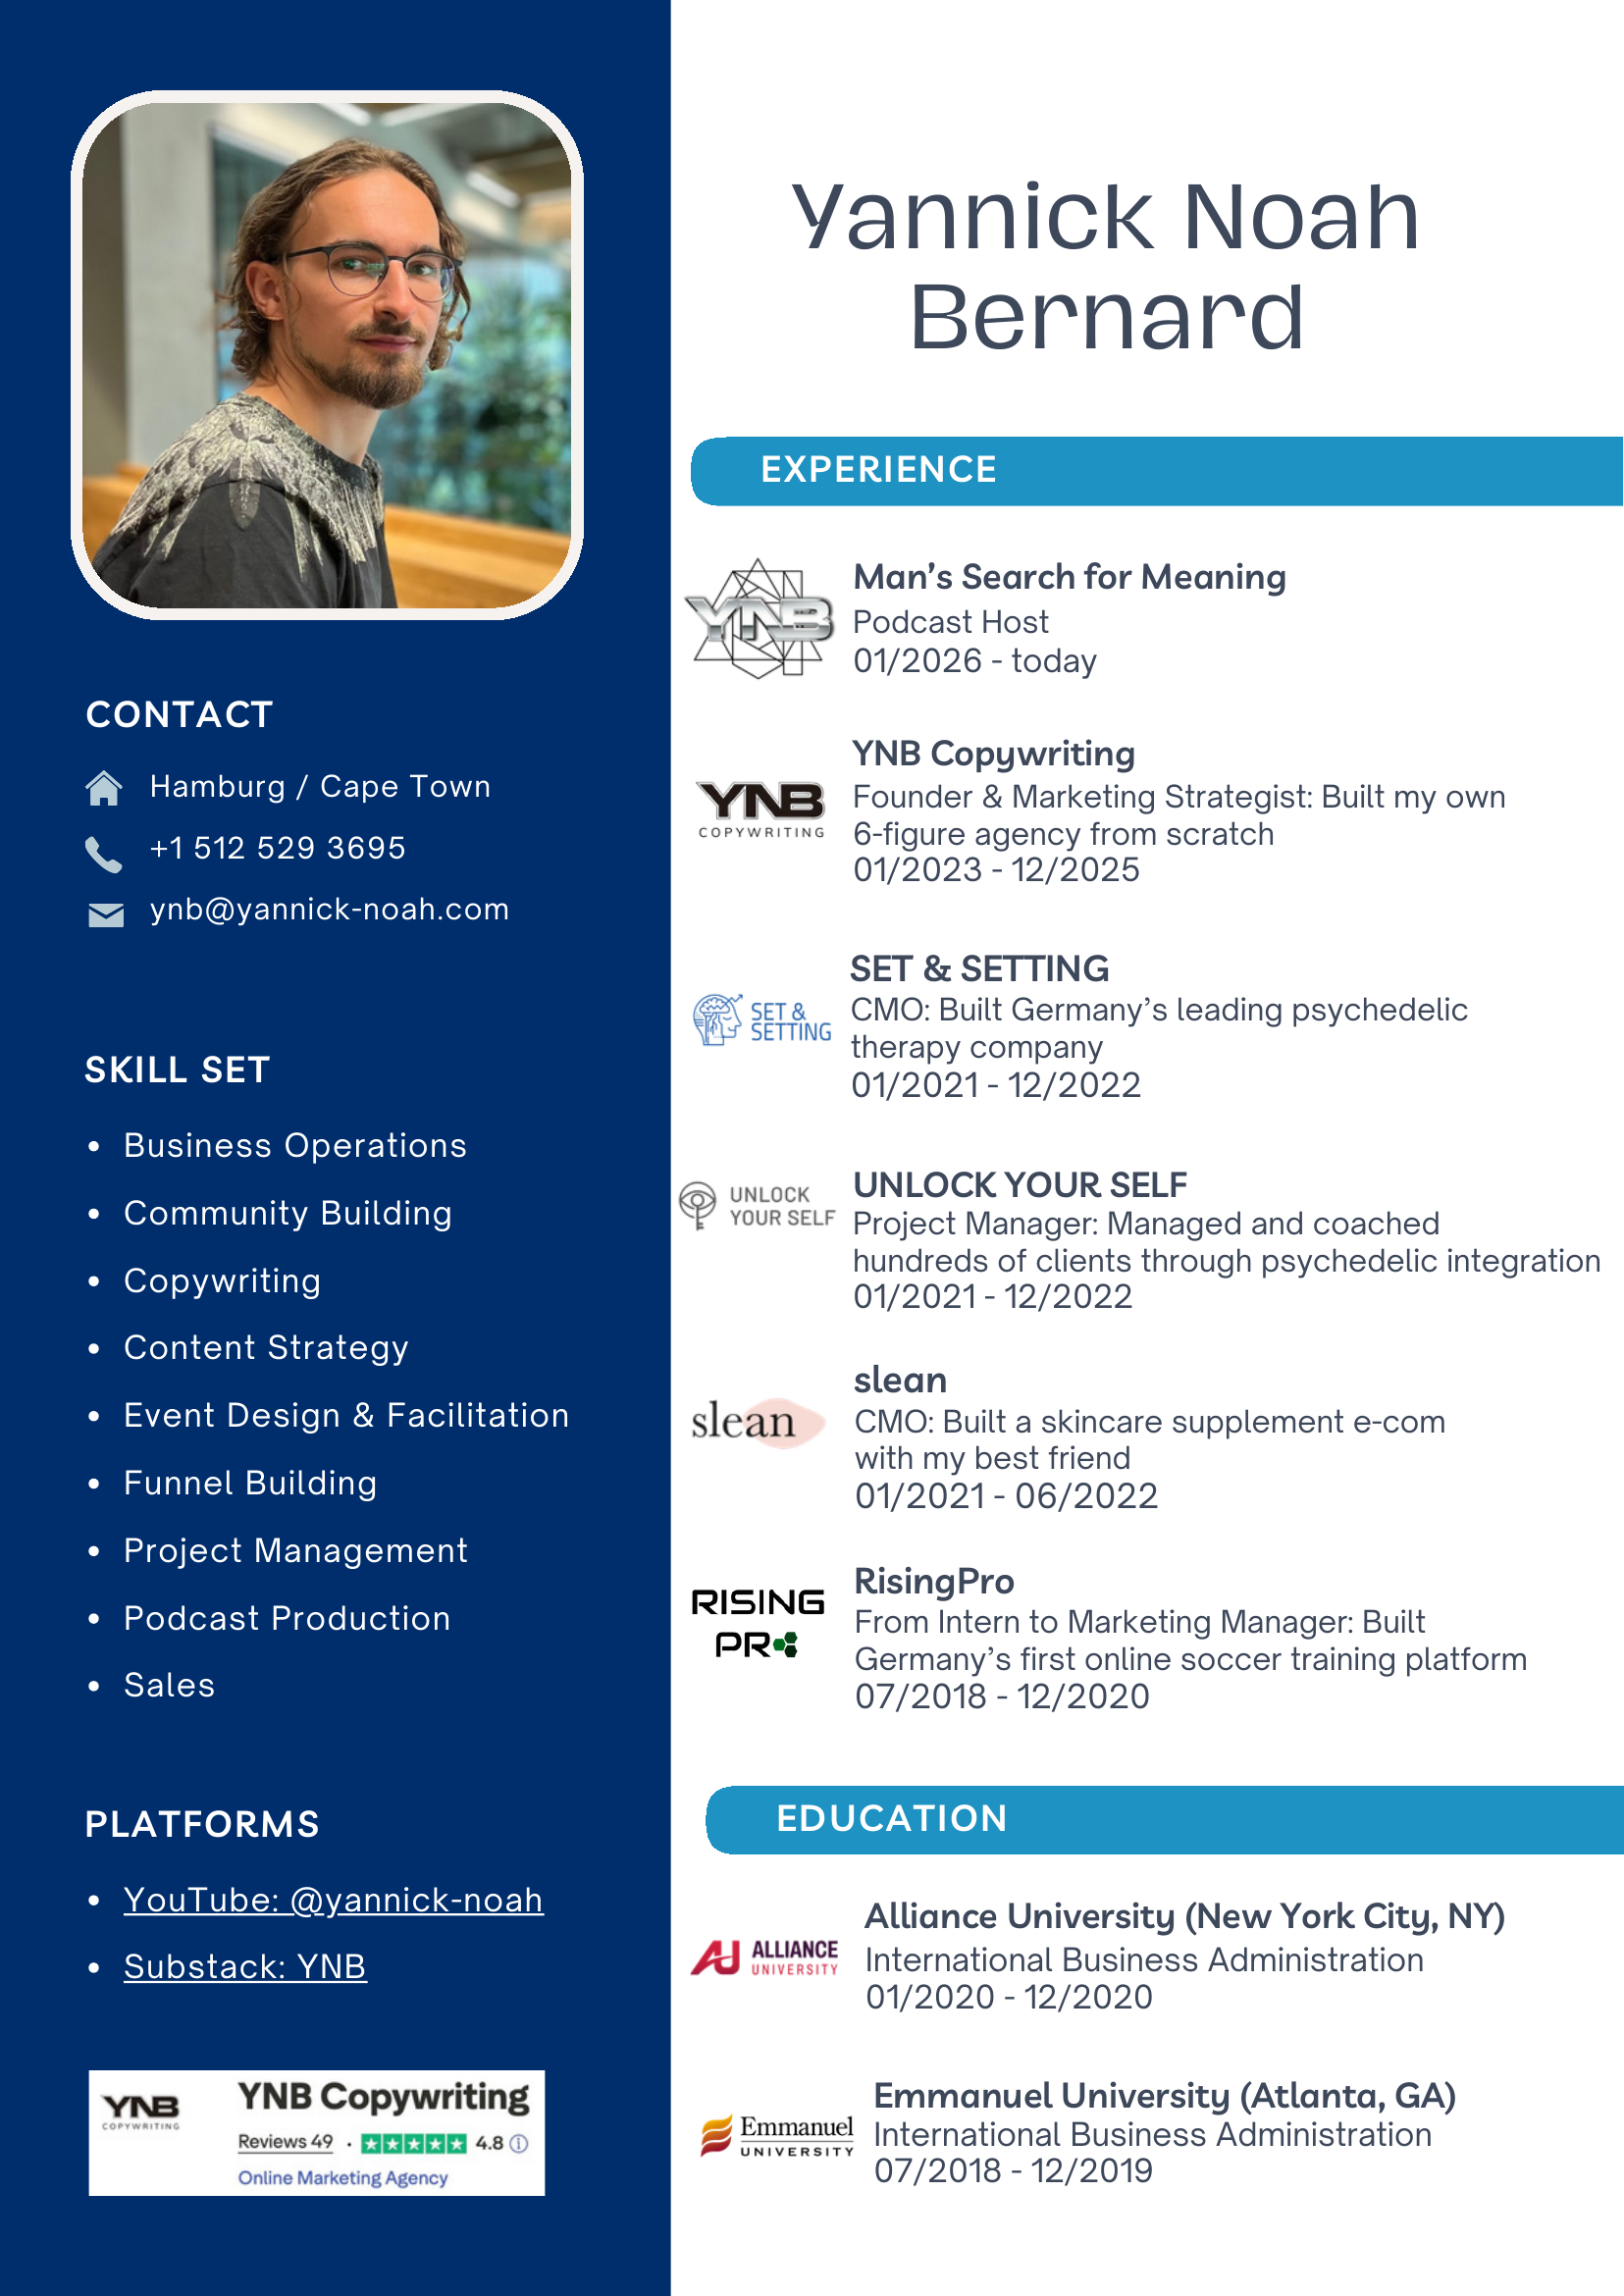 Yannick Noah
Bernard
CONTACT
Hamburg / Cape Town
+1 512 529 3695
ynb@yannick-noah.com
SKILL SET
• Business Operations
• Community Building
• Copywriting
• Content Strategy
• Event Design & Facilitation
• Funnel Building
• Project Management
• Podcast Production
• Sales
PLATFORMS
• YouTube: @yannick-noah
• Substack: YNB
YNB
COPYWRITING
YNB Copywriting
Reviews 49 · 4.8
Online Marketing Agency
EXPERIENCE
YNB
Man’s Search for Meaning
Podcast Host
01/2026 - today
YNB
COPYWRITING
YNB Copywriting
Founder & Marketing Strategist: Built my own
6-figure agency from scratch
01/2023 - 12/2025
SET &
SETTING
SET & SETTING
CMO: Built Germany’s leading psychedelic
therapy company
01/2021 - 12/2022
UNLOCK
YOUR SELF
UNLOCK YOUR SELF
Project Manager: Managed and coached
hundreds of clients through psychedelic integration
01/2021 - 12/2022
slean
slean
CMO: Built a skincare supplement e-com
with my best friend
01/2021 - 06/2022
RISING
PRO
RisingPro
From Intern to Marketing Manager: Built
Germany’s first online soccer training platform
07/2018 - 12/2020
EDUCATION
AU ALLIANCE
UNIVERSITY
Alliance University (New York City, NY)
International Business Administration
01/2020 - 12/2020
Emmanuel
UNIVERSITY
Emmanuel University (Atlanta, GA)
International Business Administration
07/2018 - 12/2019